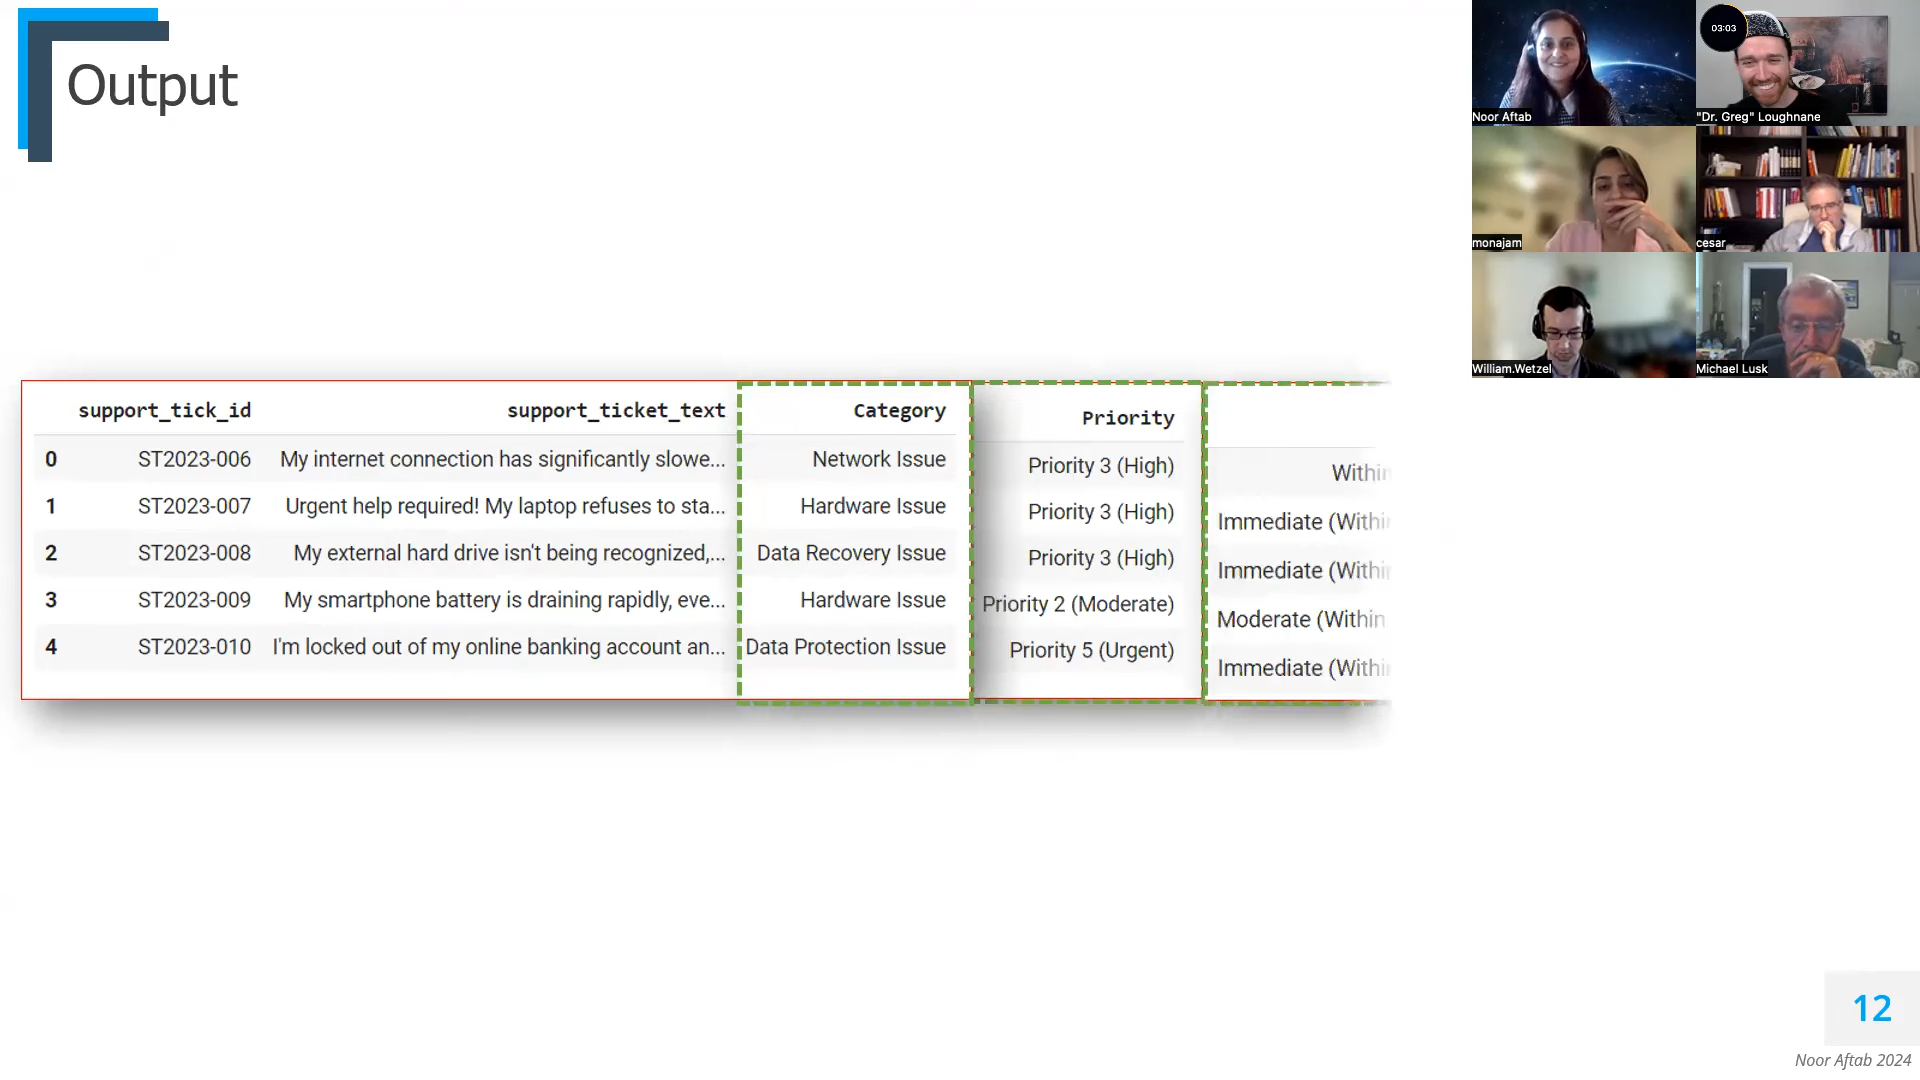 Output
support_tick_id support_ticket_text Category Priority
0 ST2023-006 My internet connection has significantly slowe... Network Issue Priority 3 (High) Within
1 ST2023-007 Urgent help required! My laptop refuses to sta... Hardware Issue Priority 3 (High) Immediate (Within
2 ST2023-008 My external hard drive isn't being recognized,... Data Recovery Issue Priority 3 (High) Immediate (Within
3 ST2023-009 My smartphone battery is draining rapidly, eve... Hardware Issue Priority 2 (Moderate) Moderate (Within
4 ST2023-010 I'm locked out of my online banking account an... Data Protection Issue Priority 5 (Urgent) Immediate (Within
03:03
Noor Aftab
"Dr. Greg" Loughnane
monajam
cesar
William.Wetzel
Michael Lusk
12
Noor Aftab 2024